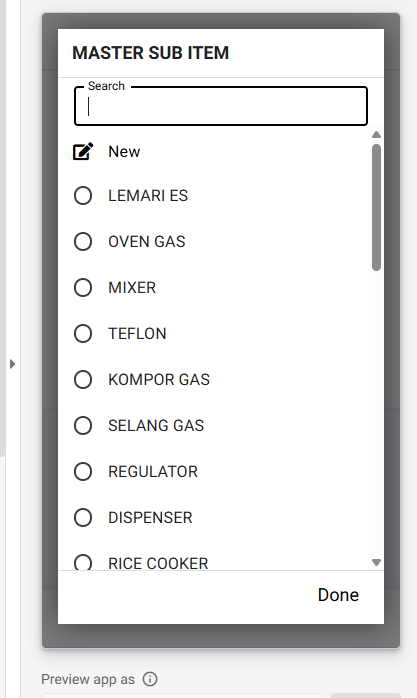 MASTER SUB ITEM
Search
New
LEMARI ES
OVEN GAS
MIXER
TEFLON
KOMPOR GAS
SELANG GAS
REGULATOR
DISPENSER
RICE COOKER
Done
Preview app as